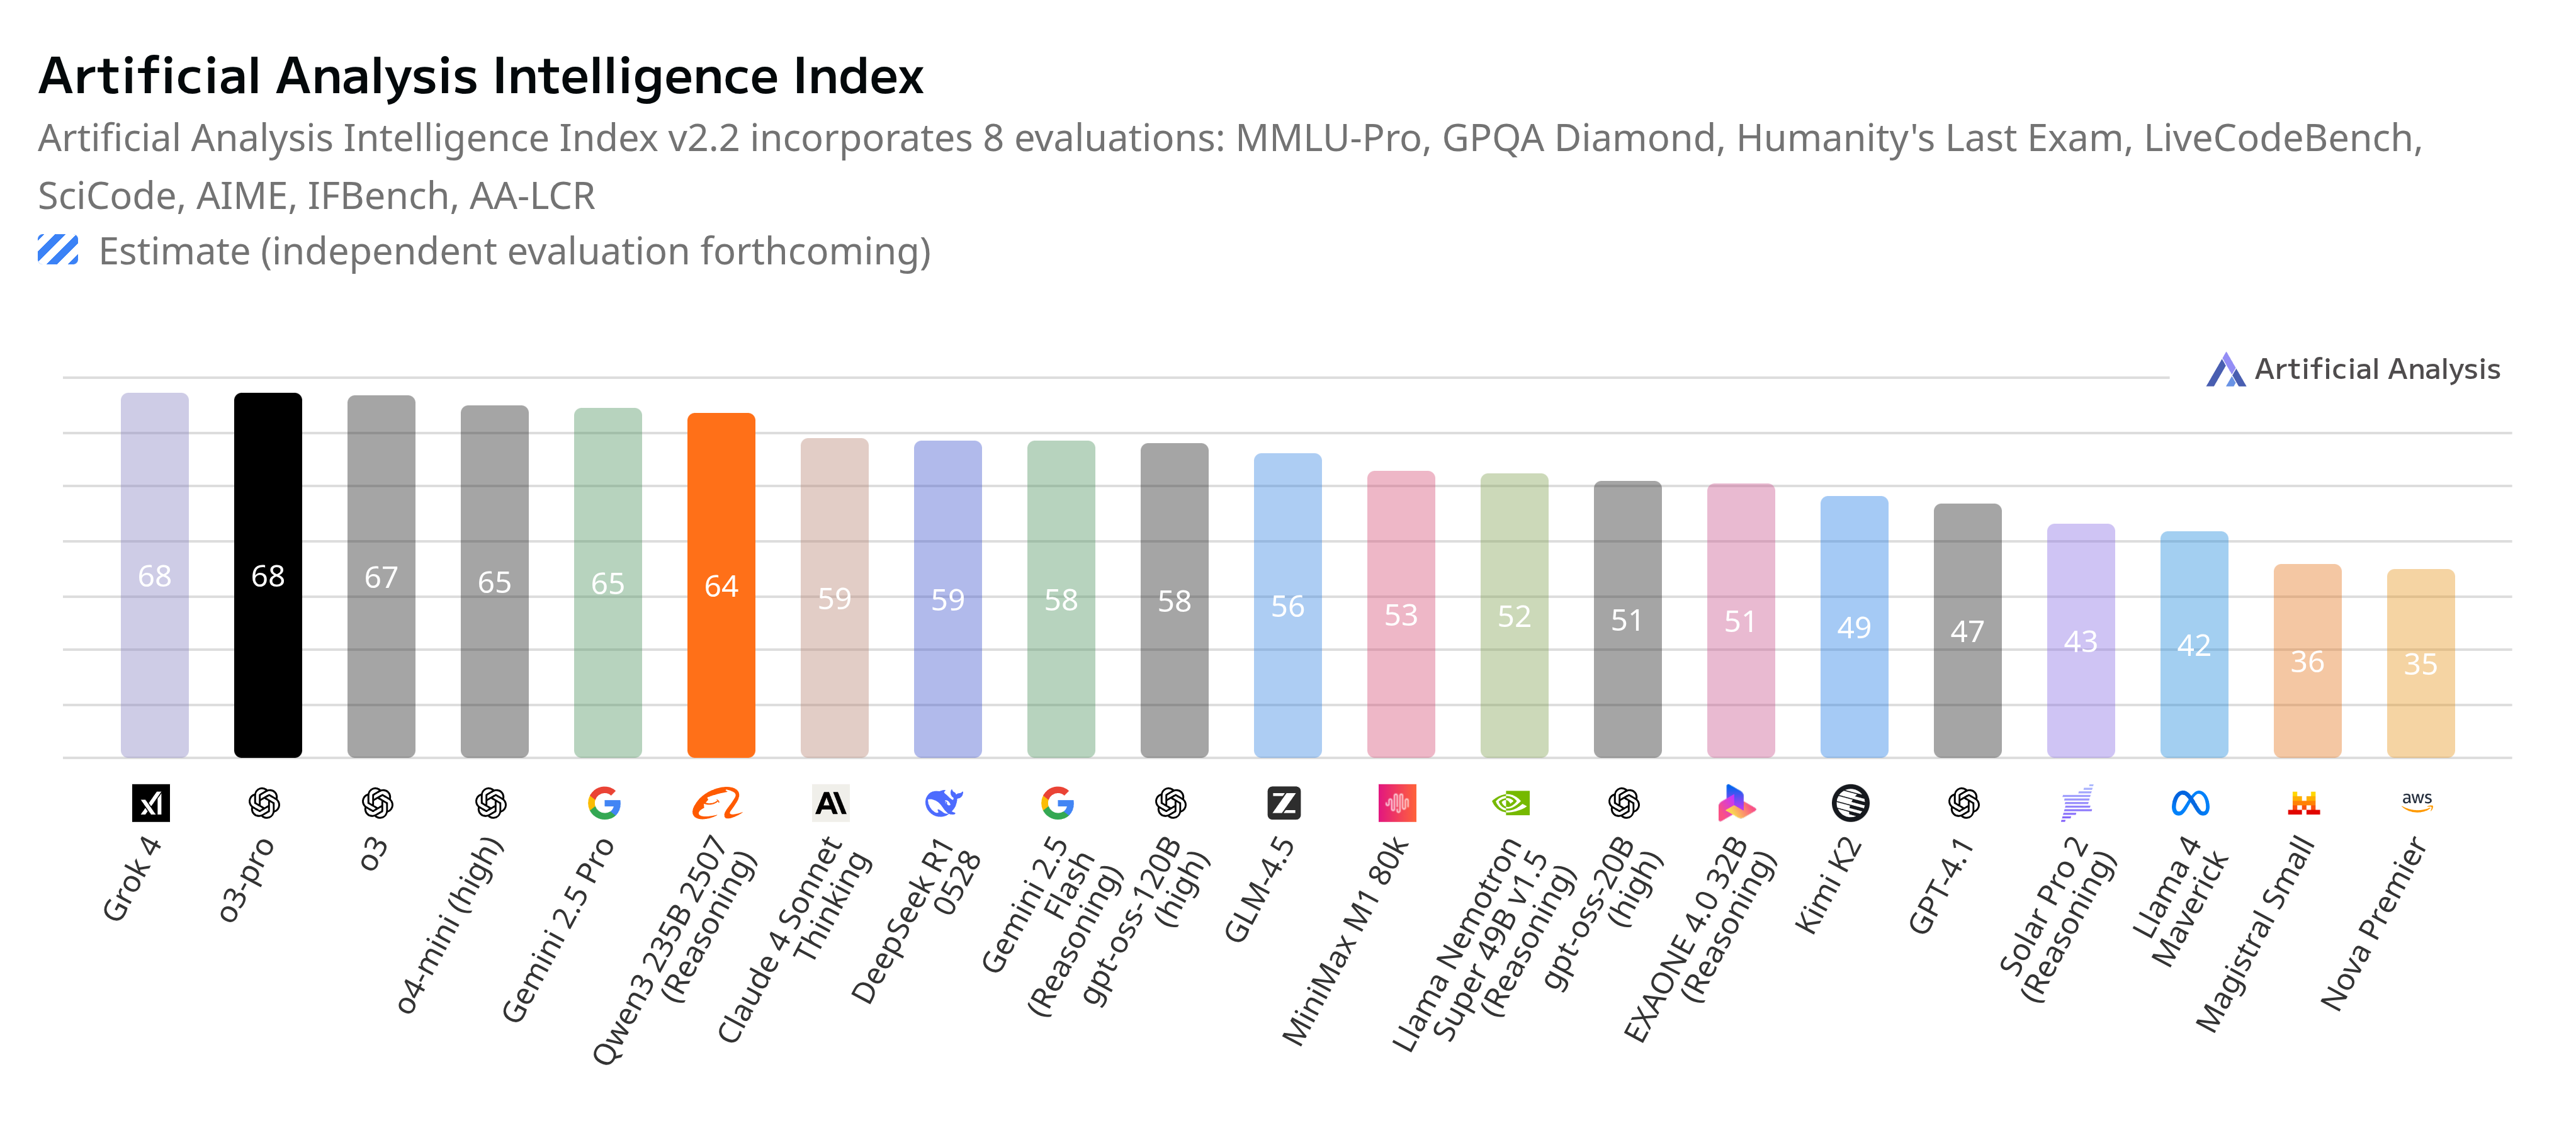 Artificial Analysis Intelligence Index
Artificial Analysis Intelligence Index v2.2 incorporates 8 evaluations: MMLU-Pro, GPQA Diamond, Humanity's Last Exam, LiveCodeBench,
SciCode, AIME, IFBench, AA-LCR
Estimate (independent evaluation forthcoming)
Artificial Analysis
68
68
67
65
65
64
59
59
58
58
56
53
52
51
51
49
47
43
42
36
35
xI
Z
aws
Grok 4
o3-pro
o3
o4-mini (high)
Gemini 2.5 Pro
Qwen3 235B 2507
(Reasoning)
Claude 4 Sonnet
Thinking
DeepSeek R1
0528
Gemini 2.5
Flash
(Reasoning)
gpt-oss-120B
(high)
GLM-4.5
MiniMax M1 80k
Llama Nemotron
Super 49B v1.5
(Reasoning)
gpt-oss-20B
(high)
EXAONE 4.0 32B
(Reasoning)
Kimi K2
GPT-4.1
Solar Pro 2
(Reasoning)
Llama 4
Maverick
Magistral Small
Nova Premier